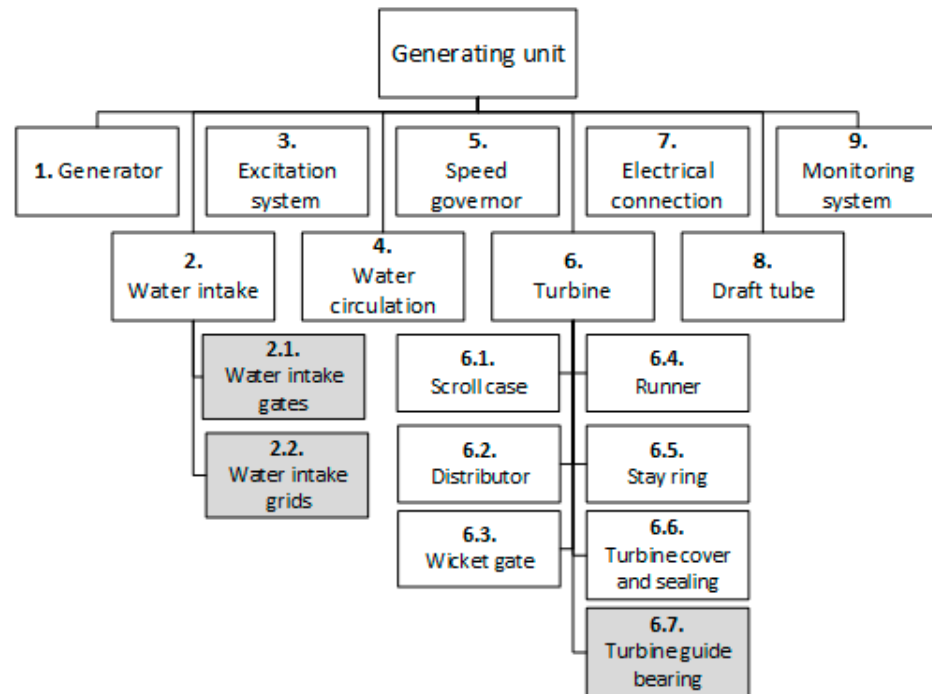 Generating unit
1. Generator
3.
Excitation
system
5.
Speed
governor
7.
Electrical
connection
9.
Monitoring
system
2.
Water intake
4.
Water
circulation
6.
Turbine
8.
Draft tube
2.1.
Water intake
gates
2.2.
Water intake
grids
6.1.
Scroll case
6.4.
Runner
6.2.
Distributor
6.5.
Stay ring
6.3.
Wicket gate
6.6.
Turbine cover
and sealing
6.7.
Turbine guide
bearing